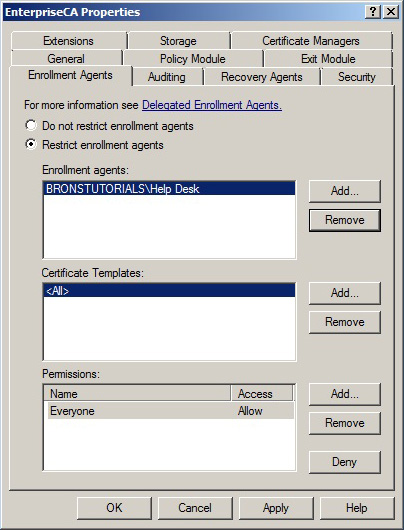 EnterpriseCA Properties
Extensions Storage Certificate Managers
General Policy Module Exit Module
Enrollment Agents Auditing Recovery Agents Security
For more information see Delegated Enrollment Agents.
Do not restrict enrollment agents
Restrict enrollment agents
Enrollment agents:
BRONSTUTORIALS\Help Desk
Add...
Remove
Certificate Templates:
<All>
Add...
Remove
Permissions:
Name Access
Everyone Allow
Add...
Remove
Deny
OK Cancel Apply Help